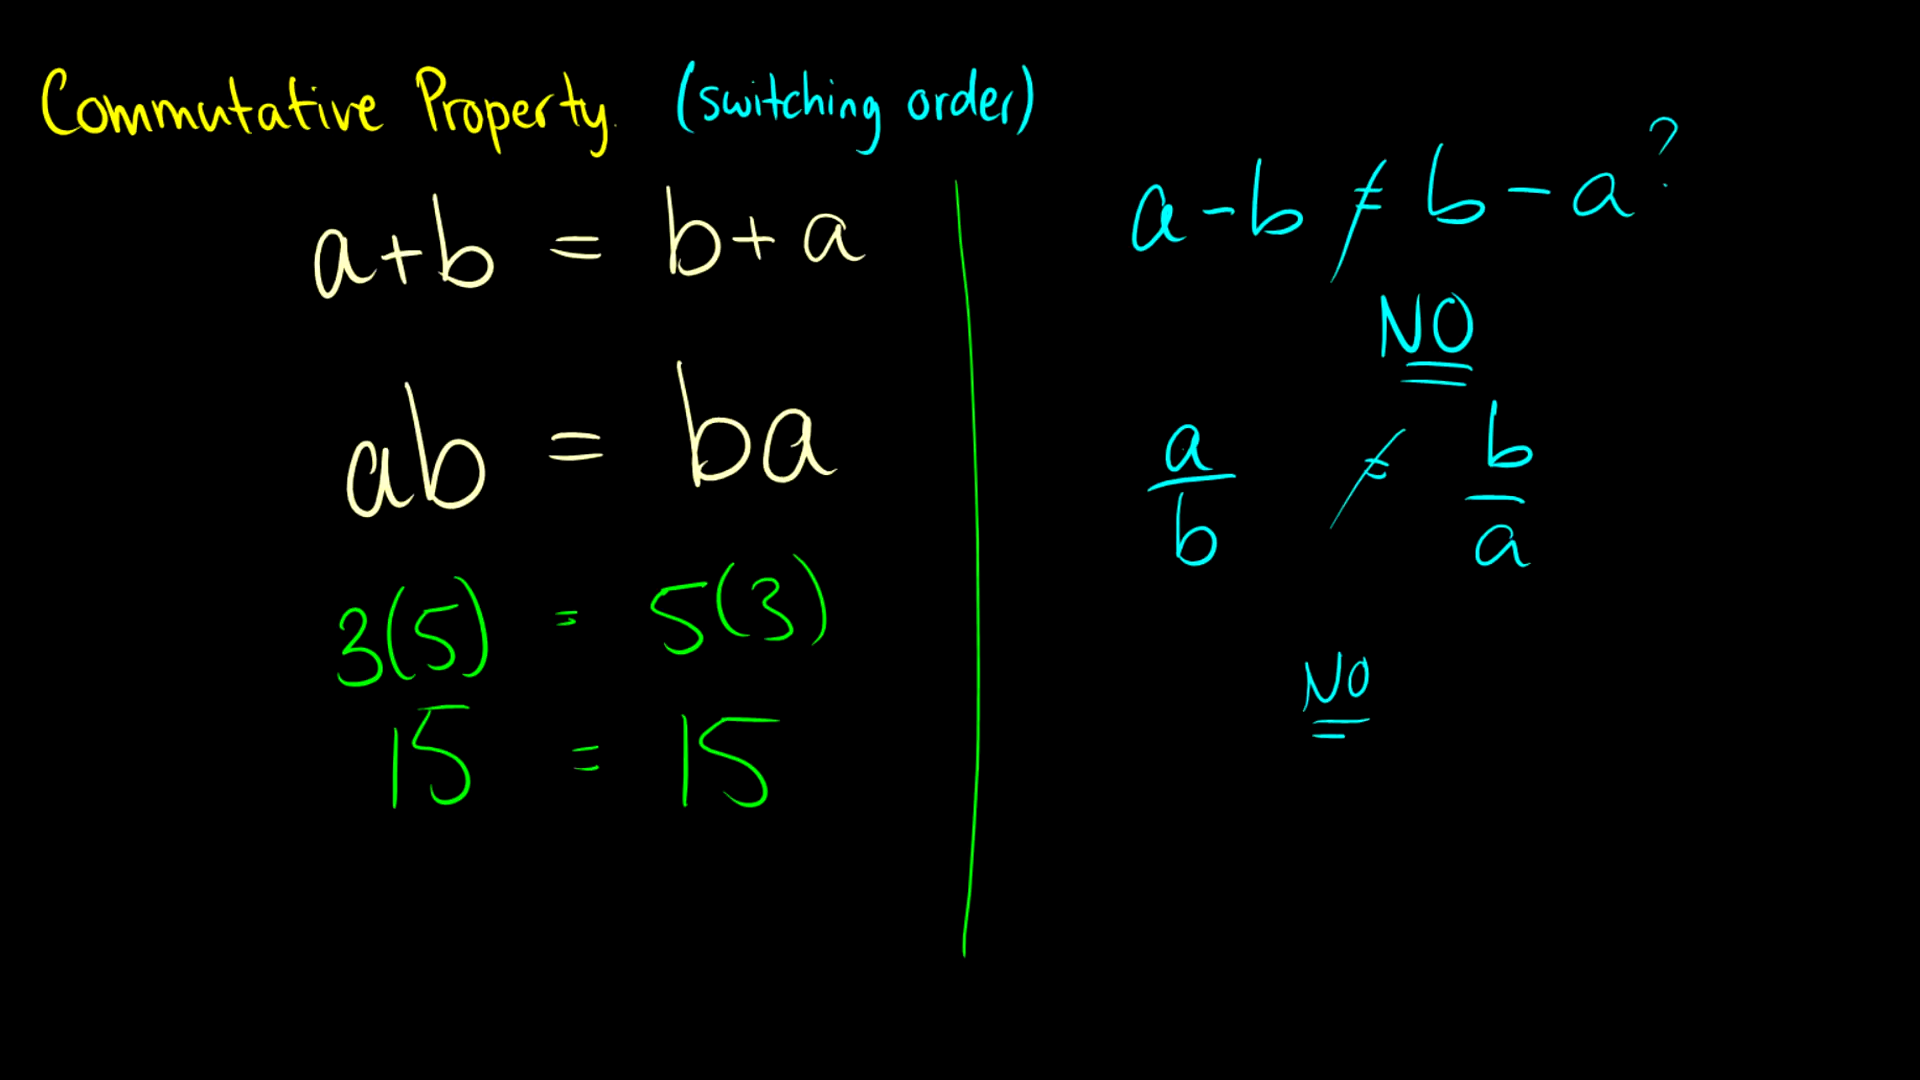 Commutative Property. (switching order)
a+b = b+a
ab = ba
3(5) = 5(3)
15 = 15
a-b ≠ b-a?
NO
a/b ≠ b/a
NO